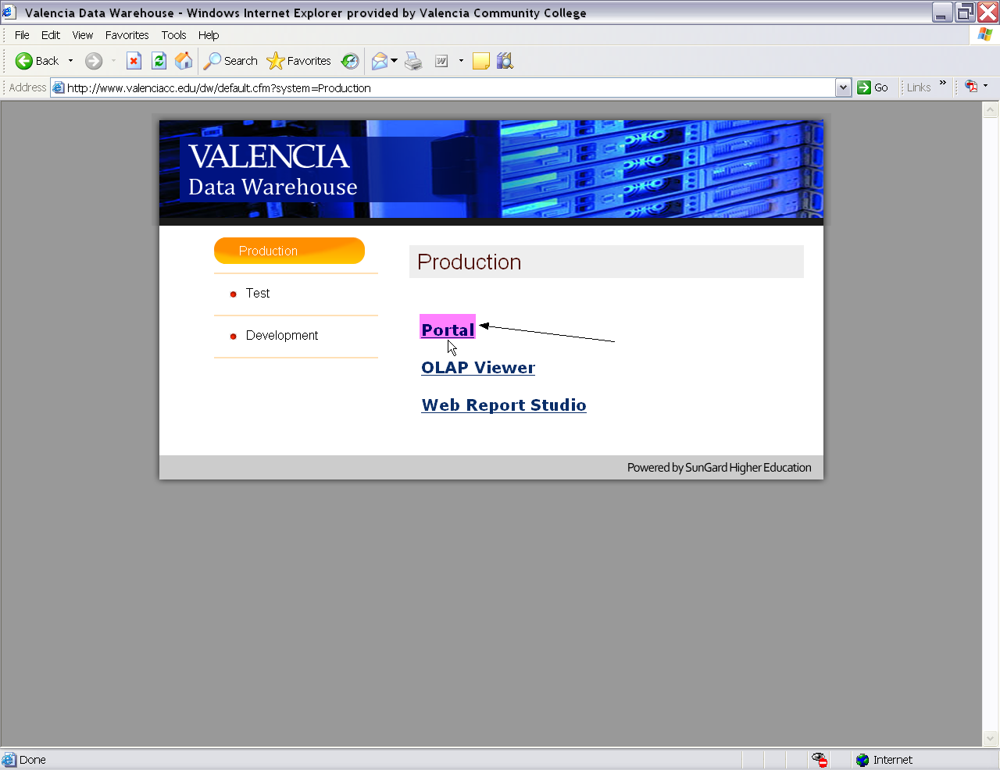 Valencia Data Warehouse - Windows Internet Explorer provided by Valencia Community College
File Edit View Favorites Tools Help
Back Search Favorites
Address http://www.valenciacc.edu/dw/default.cfm?system=Production Go Links »
VALENCIA
Data Warehouse
Production
Test
Development
Production
Portal
OLAP Viewer
Web Report Studio
Powered by SunGard Higher Education
Done Internet